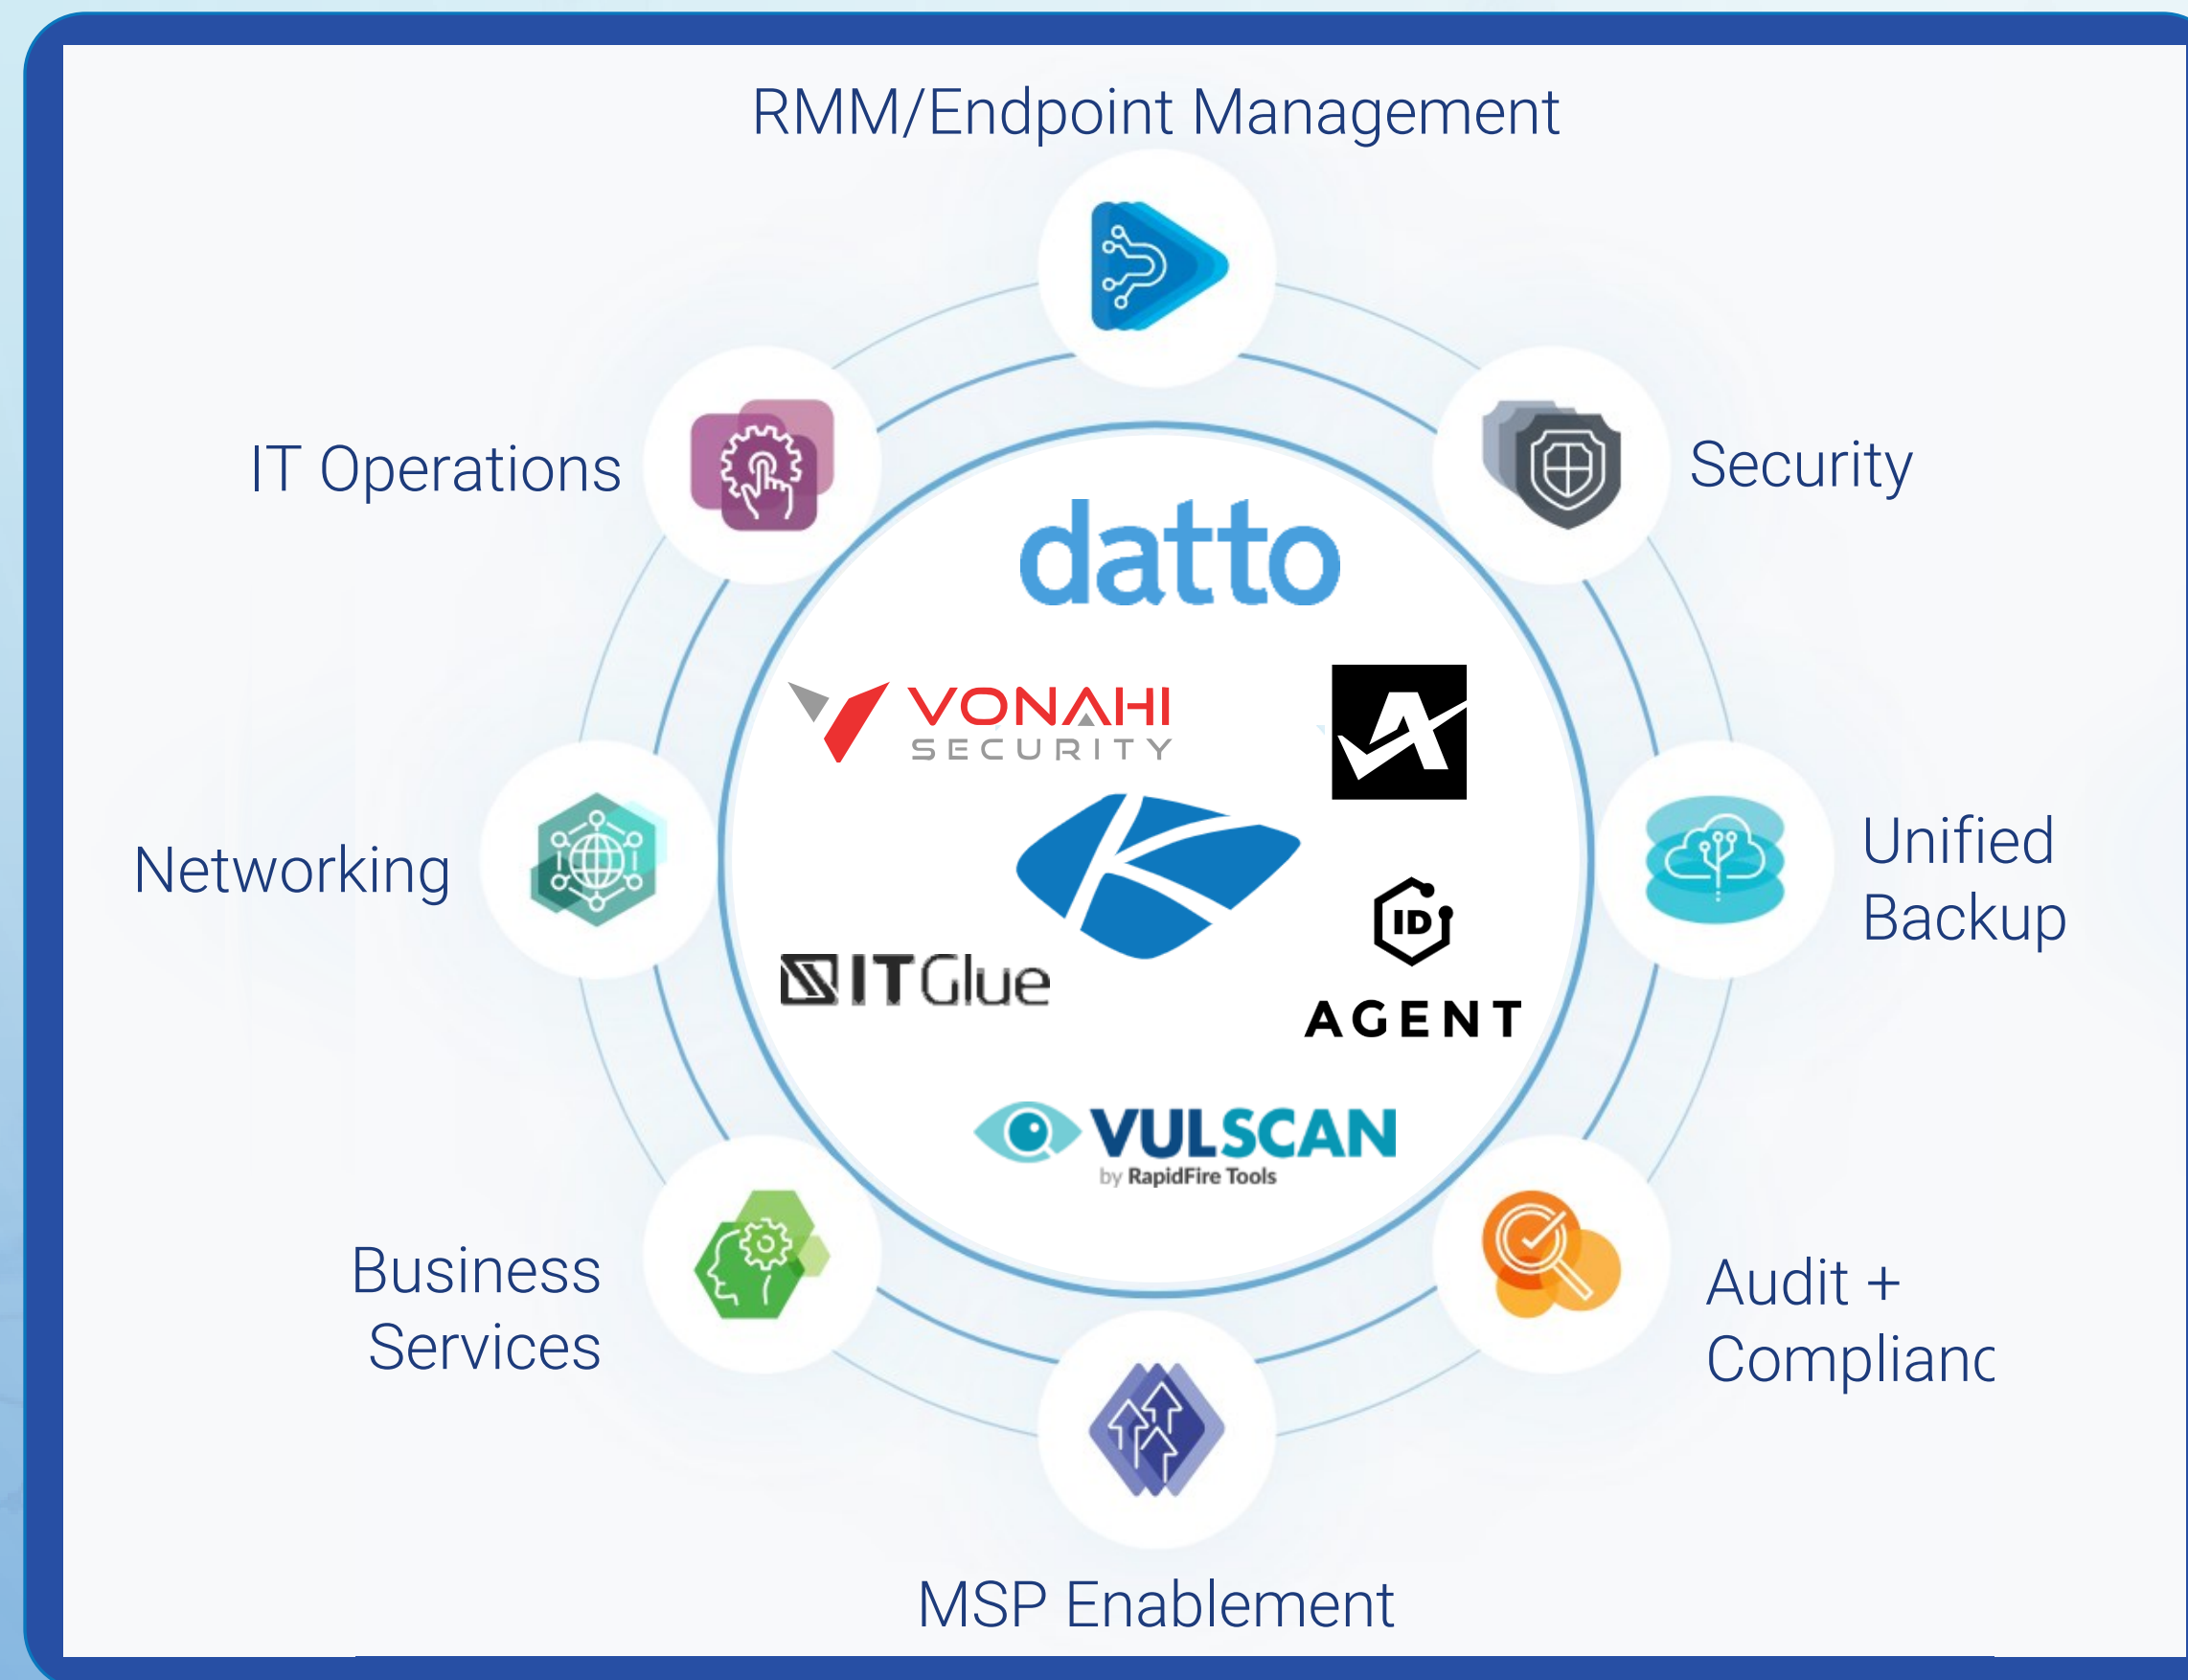 RMM/Endpoint Management
IT Operations
Security
datto
VONAHI
SECURITY
Networking
Unified
Backup
ID
AGENT
ITGlue
VULSCAN
by RapidFire Tools
Business
Services
Audit +
Complianc
MSP Enablement